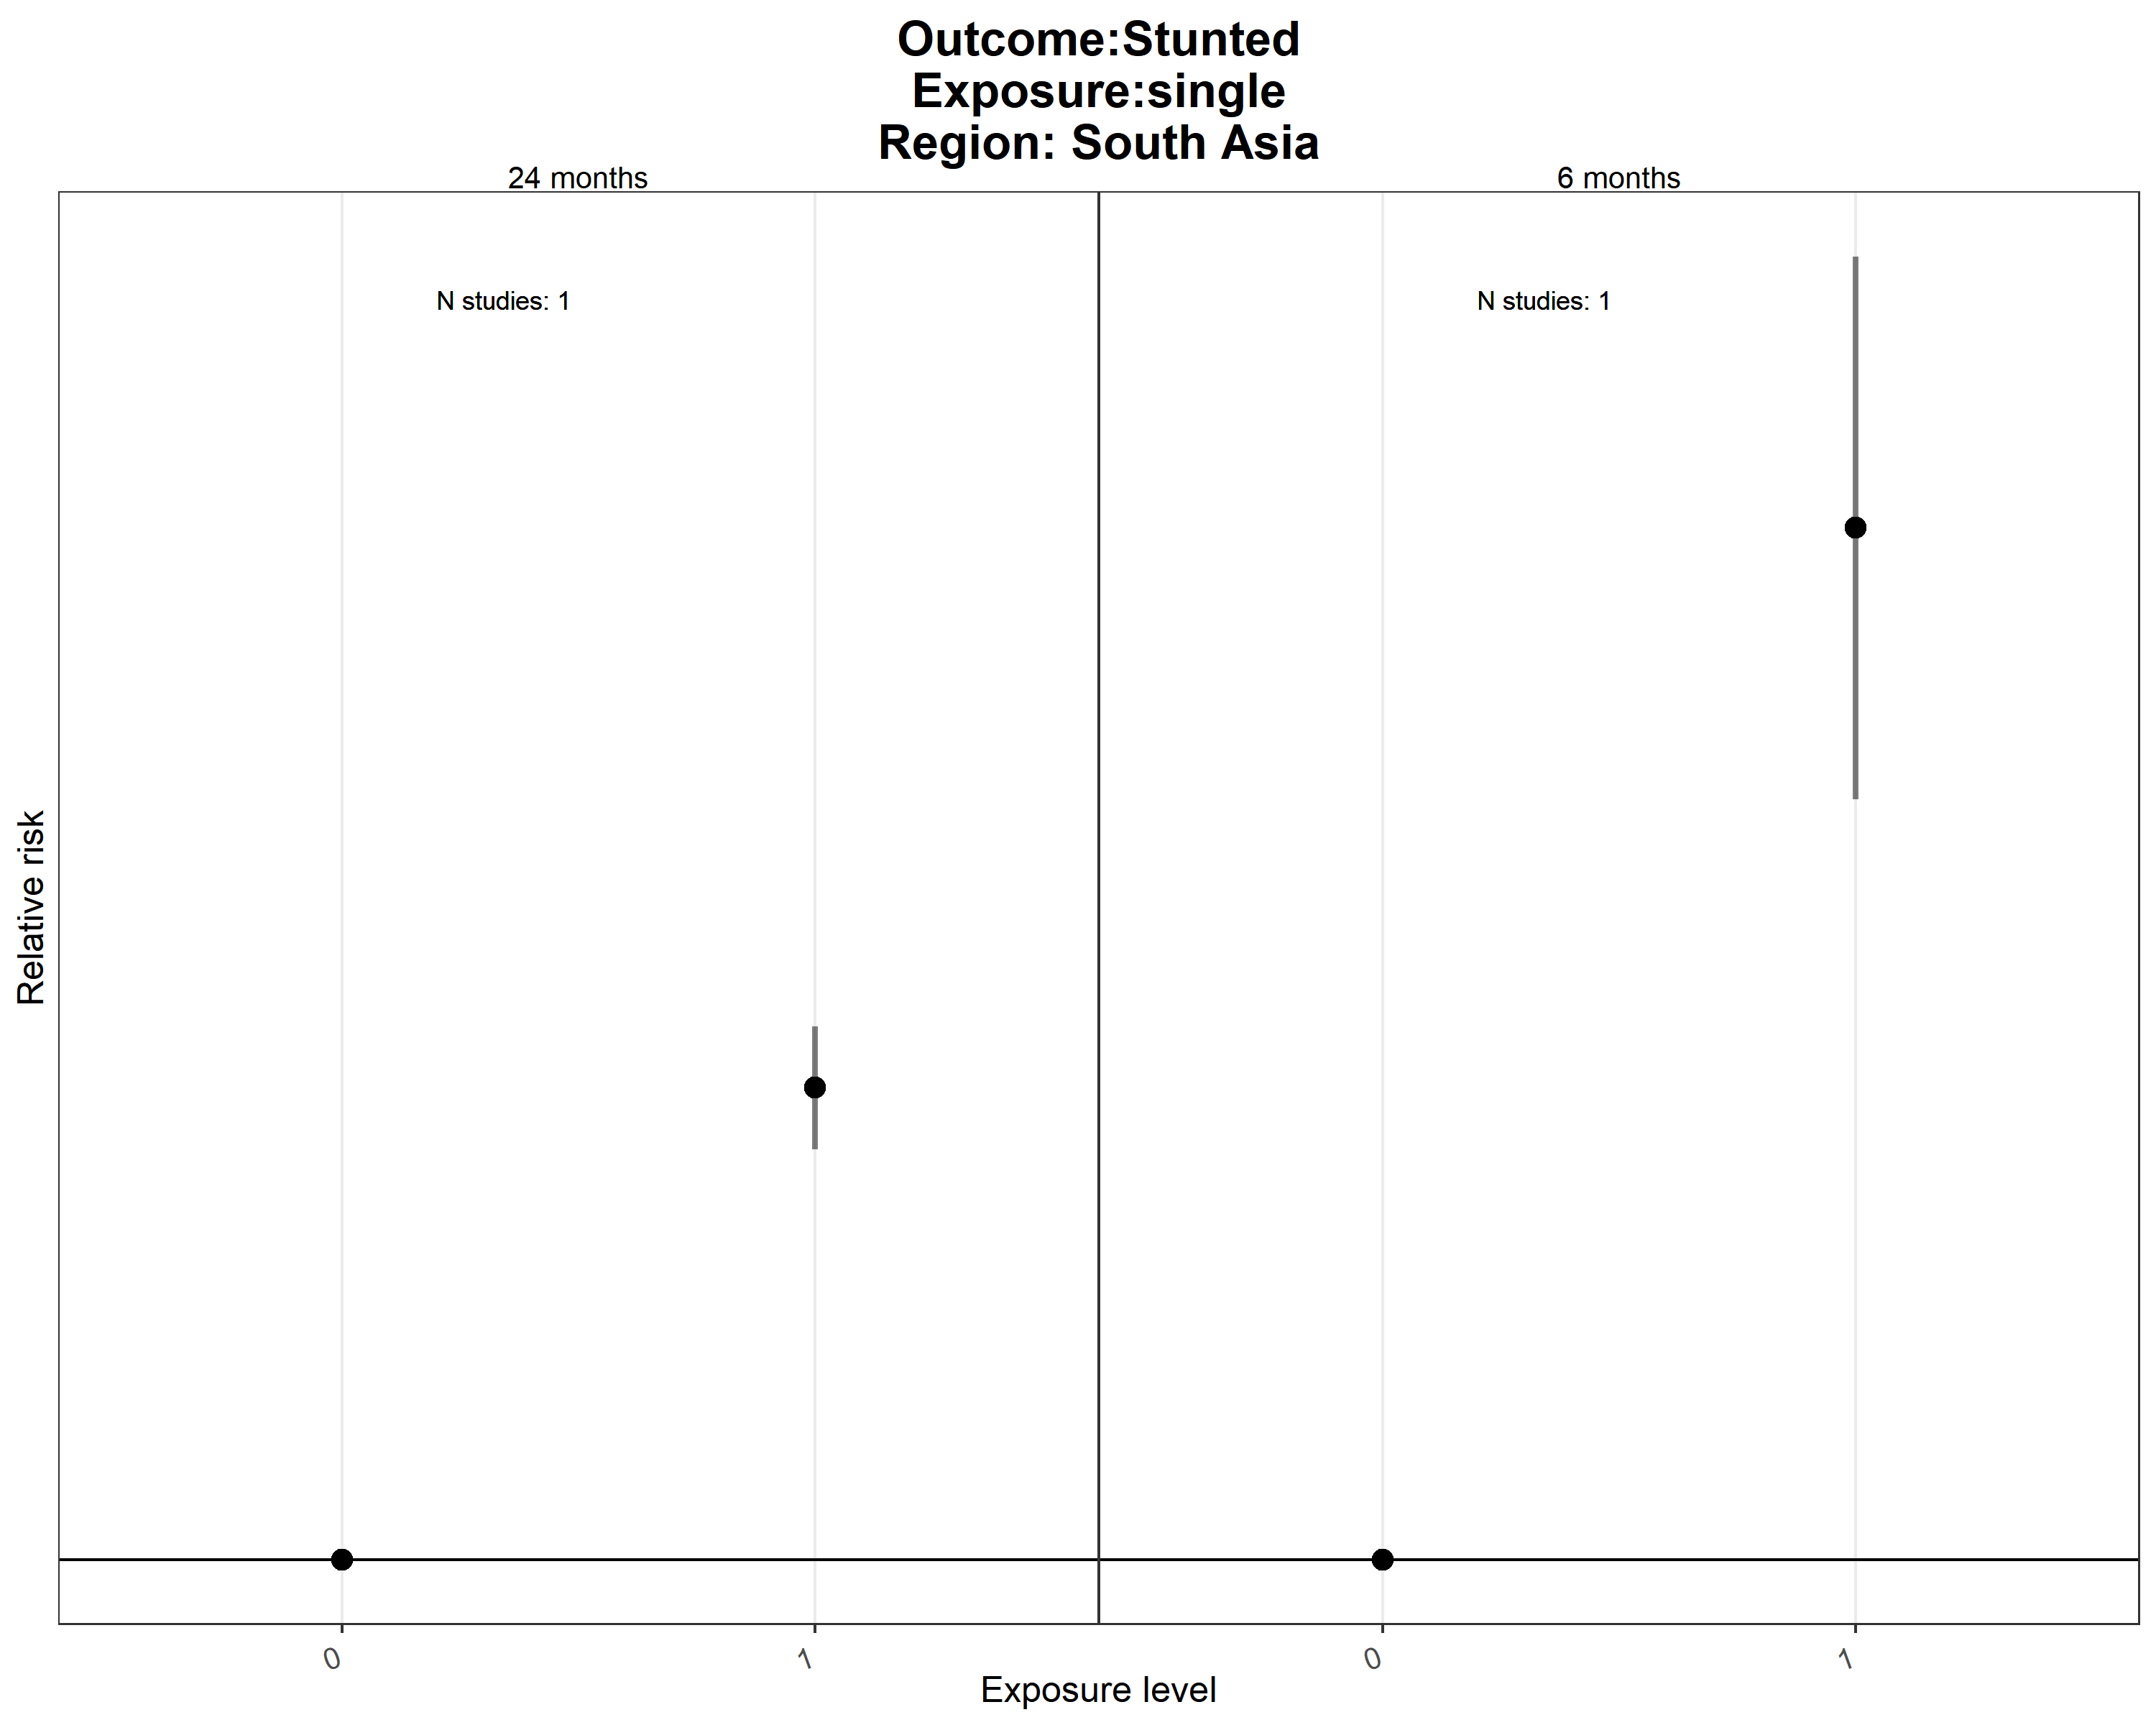 Outcome:Stunted
Exposure:single
Region: South Asia
24 months
6 months
N studies: 1
N studies: 1
Relative risk
0
1
0
1
Exposure level